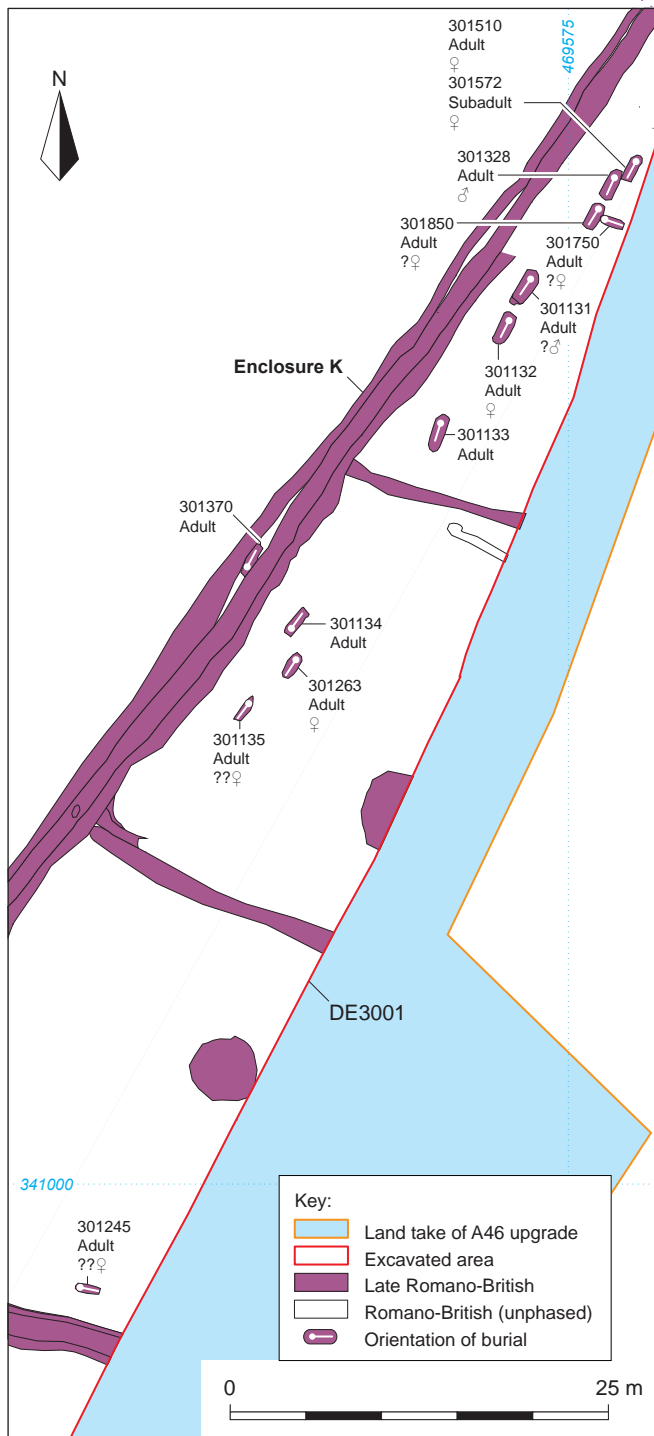 301510
Adult
♀
469575
301572
Subadult
♀
N
301328
Adult
♂
301850
Adult
?♀
301750
Adult
?♀
301131
Adult
?♂
Enclosure K
301132
Adult
♀
301133
Adult
301370
Adult
301134
Adult
301263
Adult
♀
301135
Adult
??♀
DE3001
341000
Key:
Land take of A46 upgrade
Excavated area
Late Romano-British
Romano-British (unphased)
Orientation of burial
301245
Adult
??♀
0 25 m